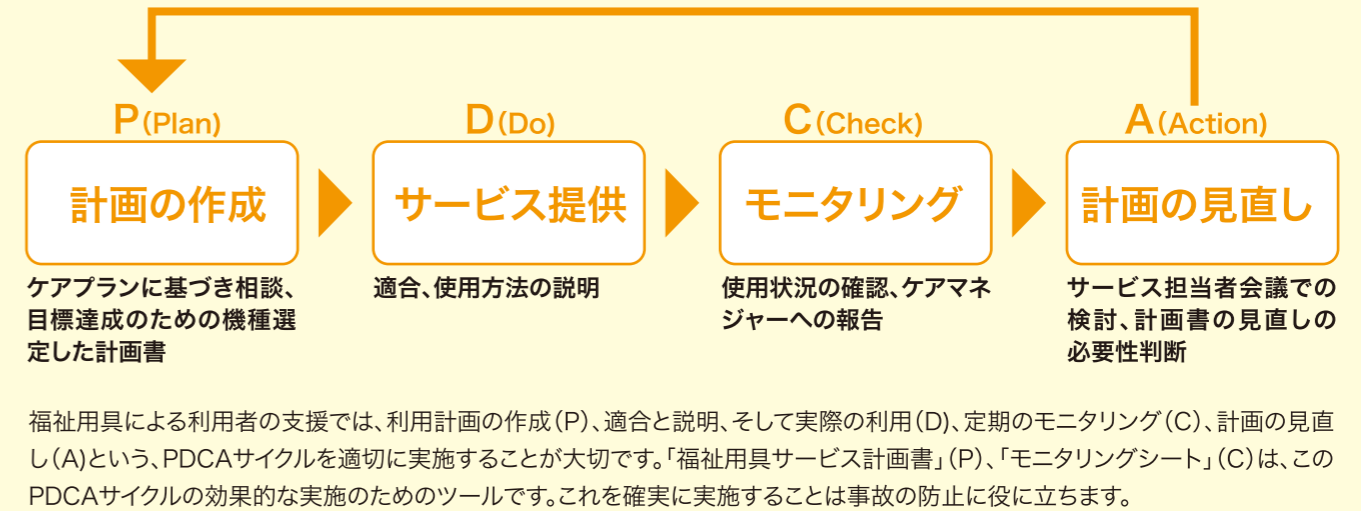 P(Plan)
D(Do)
C(Check)
A(Action)
計画の作成
サービス提供
モニタリング
計画の見直し
ケアプランに基づき相談、
目標達成のための機種選
定した計画書
適合、使用方法の説明
使用状況の確認、ケアマネ
ジャーへの報告
サービス担当者会議での
検討、計画書の見直しの
必要性判断
福祉用具による利用者の支援では、利用計画の作成(P)、適合と説明、そして実際の利用(D)、定期のモニタリング(C)、計画の見直
し(A)という、PDCAサイクルを適切に実施することが大切です。「福祉用具サービス計画書」(P)、「モニタリングシート」(C)は、この
PDCAサイクルの効果的な実施のためのツールです。これを確実に実施することは事故の防止に役に立ちます。